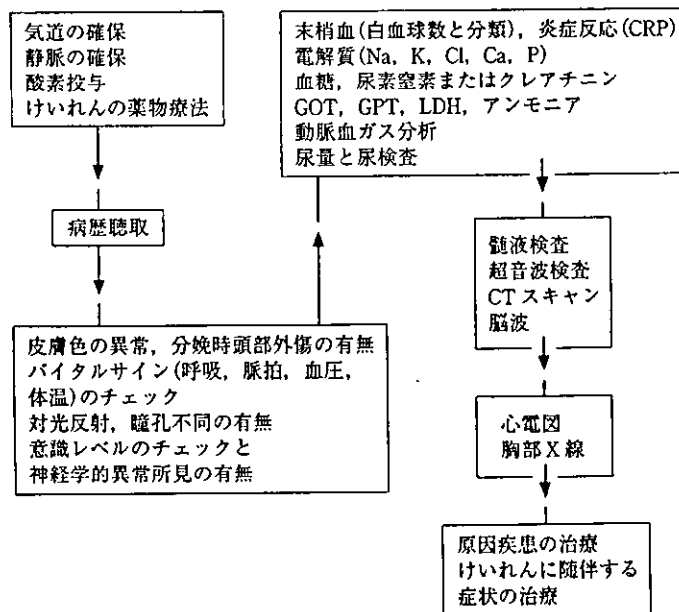 気道の確保
静脈の確保
酸素投与
けいれんの薬物療法
病歴聴取
皮膚色の異常，分娩時頭部外傷の有無
バイタルサイン(呼吸，脈拍，血圧，
体温)のチェック
対光反射，瞳孔不同の有無
意識レベルのチェックと
神経学的異常所見の有無
末梢血(白血球数と分類)，炎症反応(CRP)
電解質(Na, K, Cl, Ca, P)
血糖，尿素窒素またはクレアチニン
GOT, GPT, LDH, アンモニア
動脈血ガス分析
尿量と尿検査
髄液検査
超音波検査
CTスキャン
脳波
心電図
胸部X線
原因疾患の治療
けいれんに随伴する
症状の治療